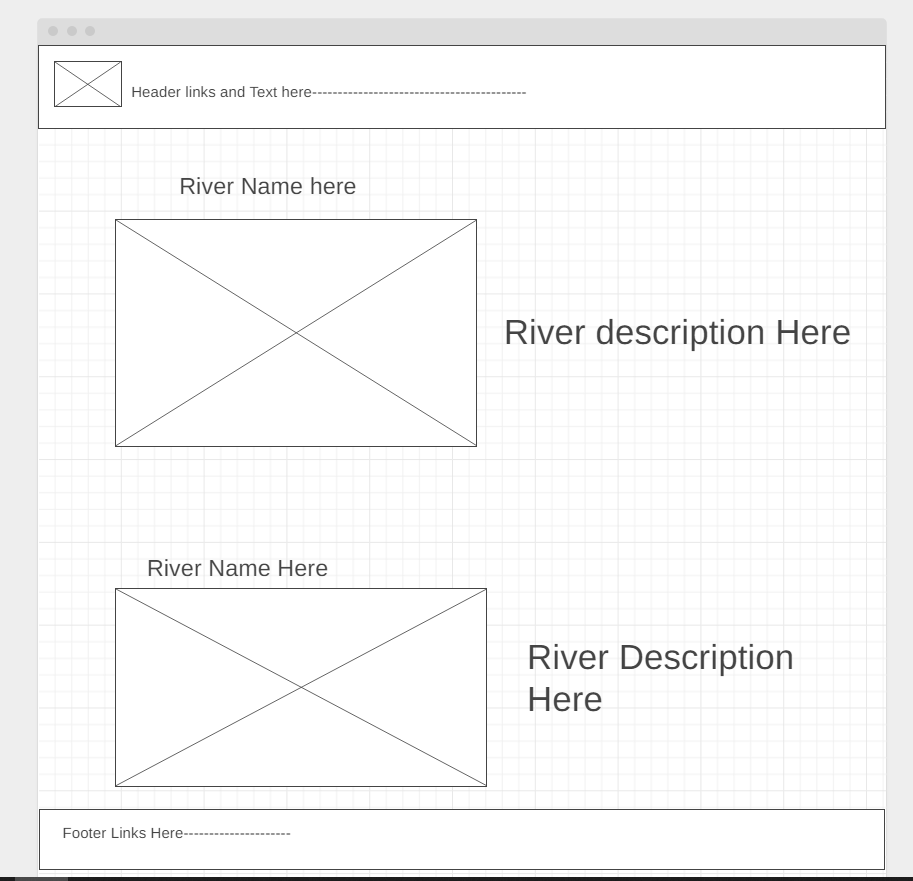 Header links and Text here------------------------------------------
River Name here
River description Here
River Name Here
River Description
Here
Footer Links Here---------------------